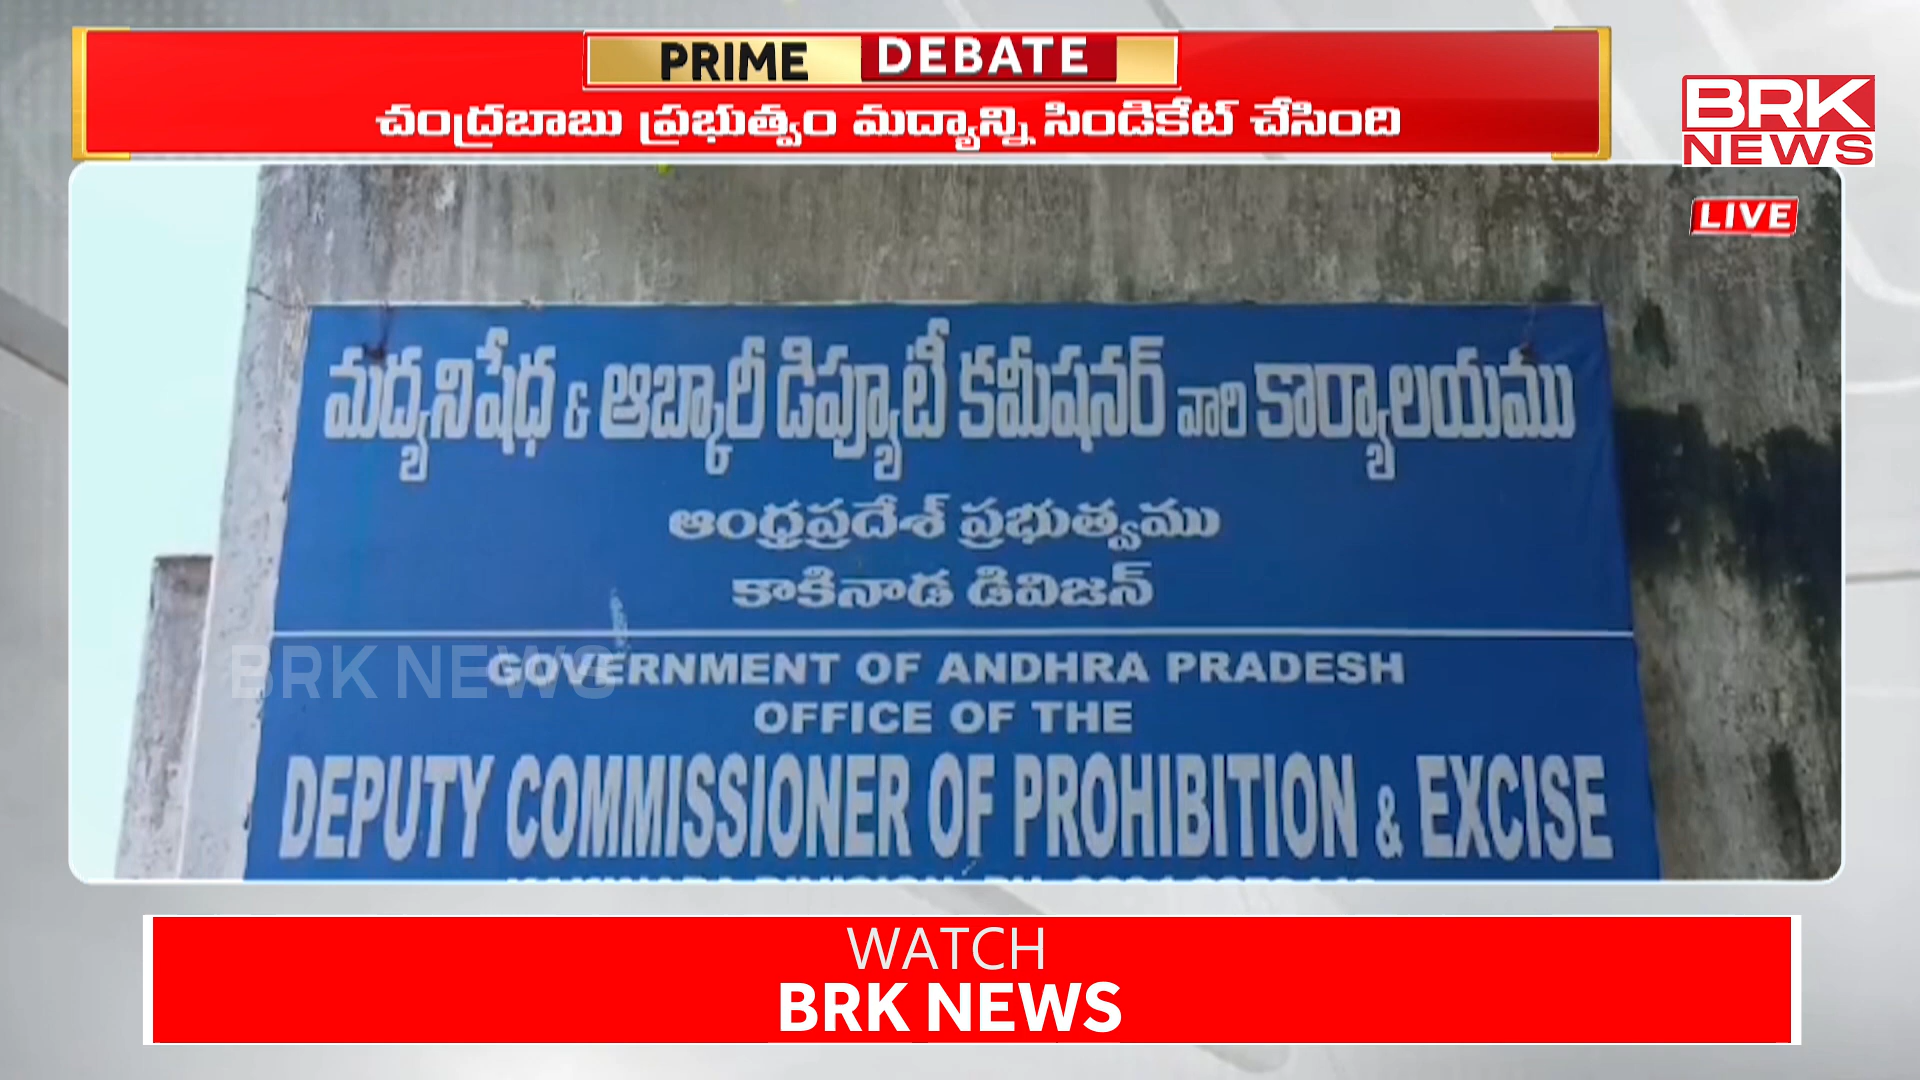 PRIME DEBATE
చంద్రబాబు ప్రభుత్వం మద్యాన్ని సిండికేట్ చేసింది
BRK
NEWS
LIVE
మద్యనిషేధ & ఆబ్కారీ డిప్యూటీ కమీషనర్ వారి కార్యాలయము
ఆంధ్రప్రదేశ్ ప్రభుత్వము
కాకినాడ డివిజన్
BRK NEWS
GOVERNMENT OF ANDHRA PRADESH
OFFICE OF THE
DEPUTY COMMISSIONER OF PROHIBITION & EXCISE
WATCH
BRK NEWS